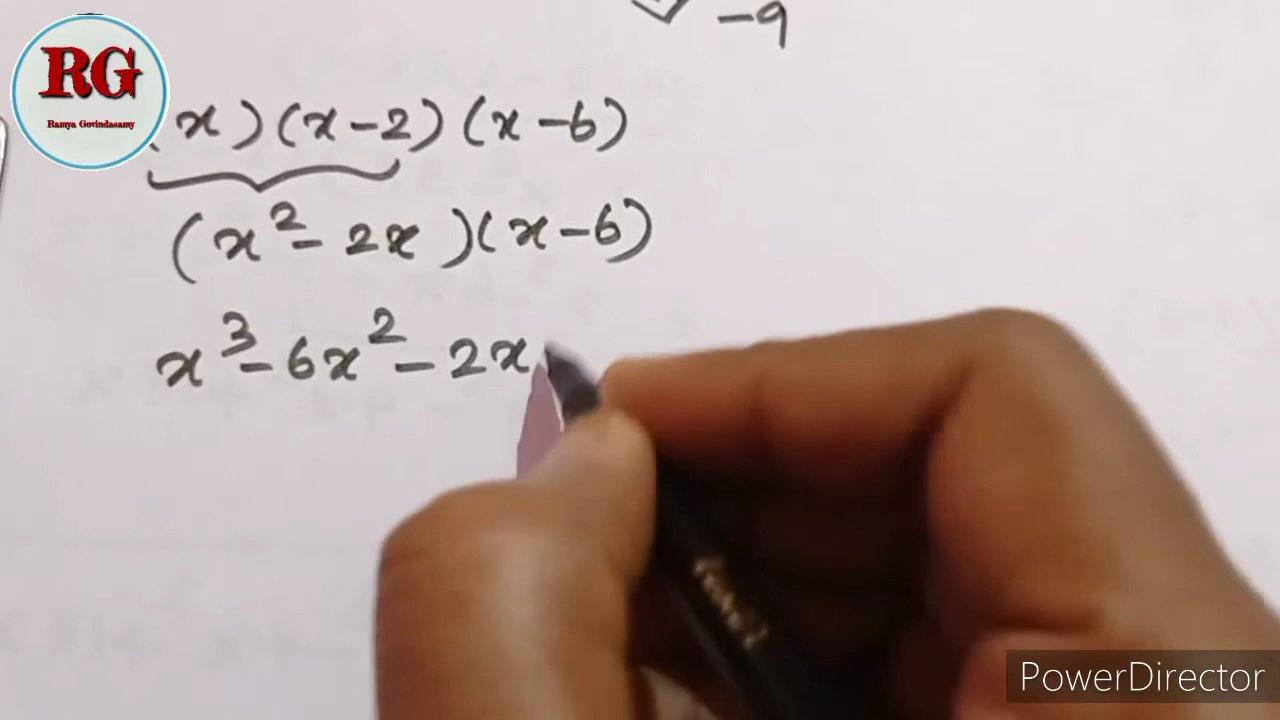 -9
RG
Ramya Govindasamy
x)(x-2)(x-6)
(x²- 2x)(x-6)
x³-6x²-2x
PowerDirector